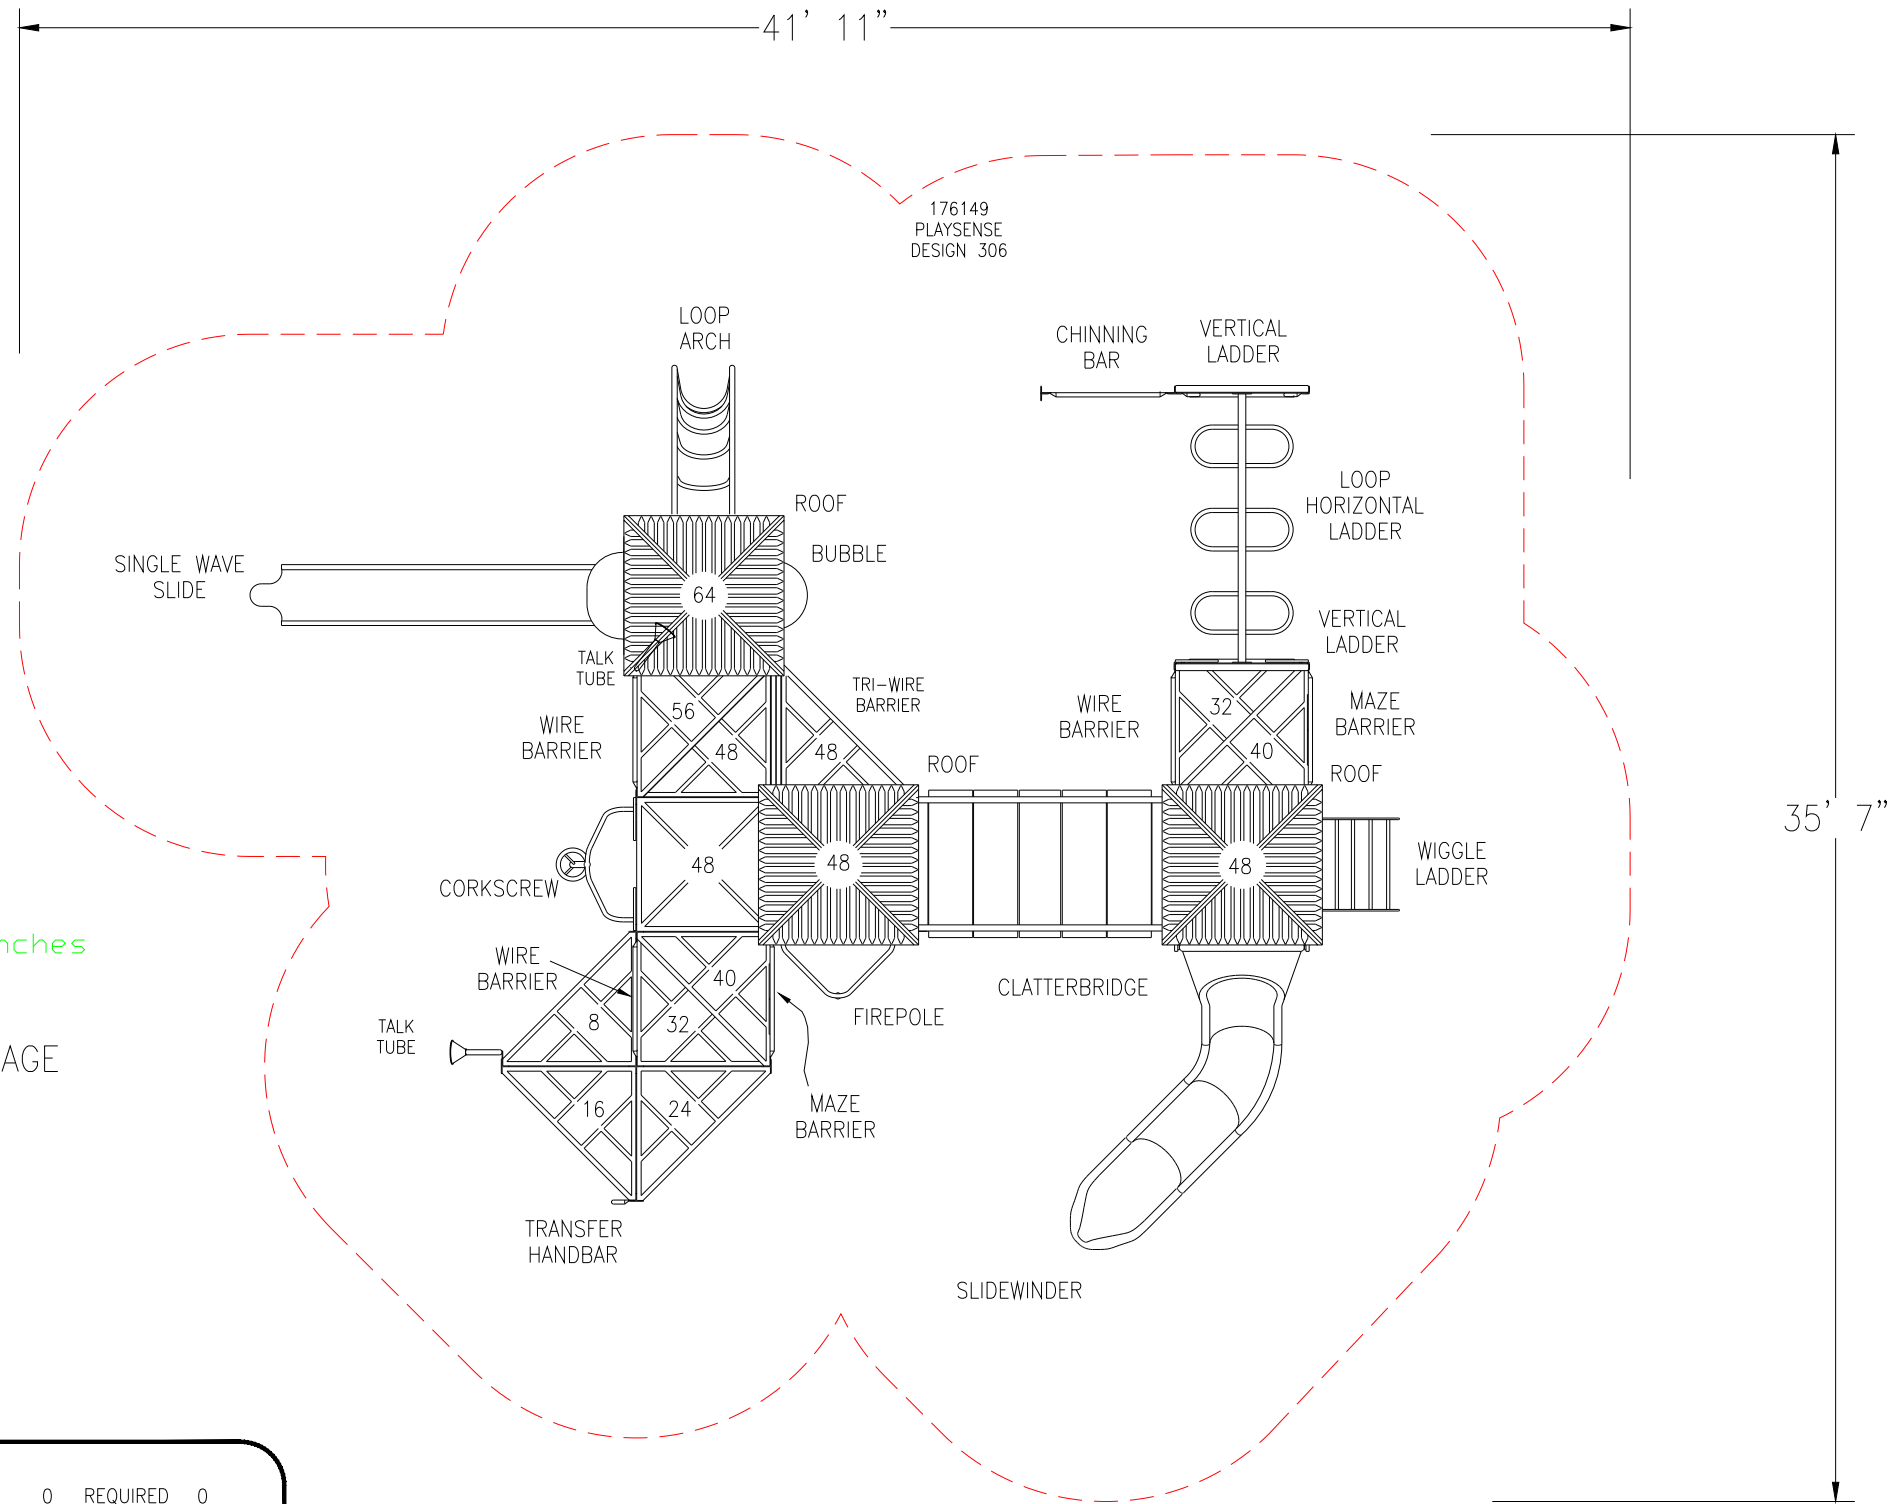 41' 11"
176149
PLAYSENSE
DESIGN 306
LOOP
ARCH
CHINNING
BAR
VERTICAL
LADDER
ROOF
BUBBLE
LOOP
HORIZONTAL
LADDER
SINGLE WAVE
SLIDE
64
VERTICAL
LADDER
TALK
TUBE
TRI-WIRE
BARRIER
WIRE
BARRIER
56
48
48
WIRE
BARRIER
32
40
MAZE
BARRIER
ROOF
ROOF
35' 7"
48
48
48
WIGGLE
LADDER
CORKSCREW
nches
WIRE
BARRIER
40
CLATTERBRIDGE
8
32
FIREPOLE
TALK
TUBE
AGE
16
24
MAZE
BARRIER
TRANSFER
HANDBAR
SLIDEWINDER
0 REQUIRED 0